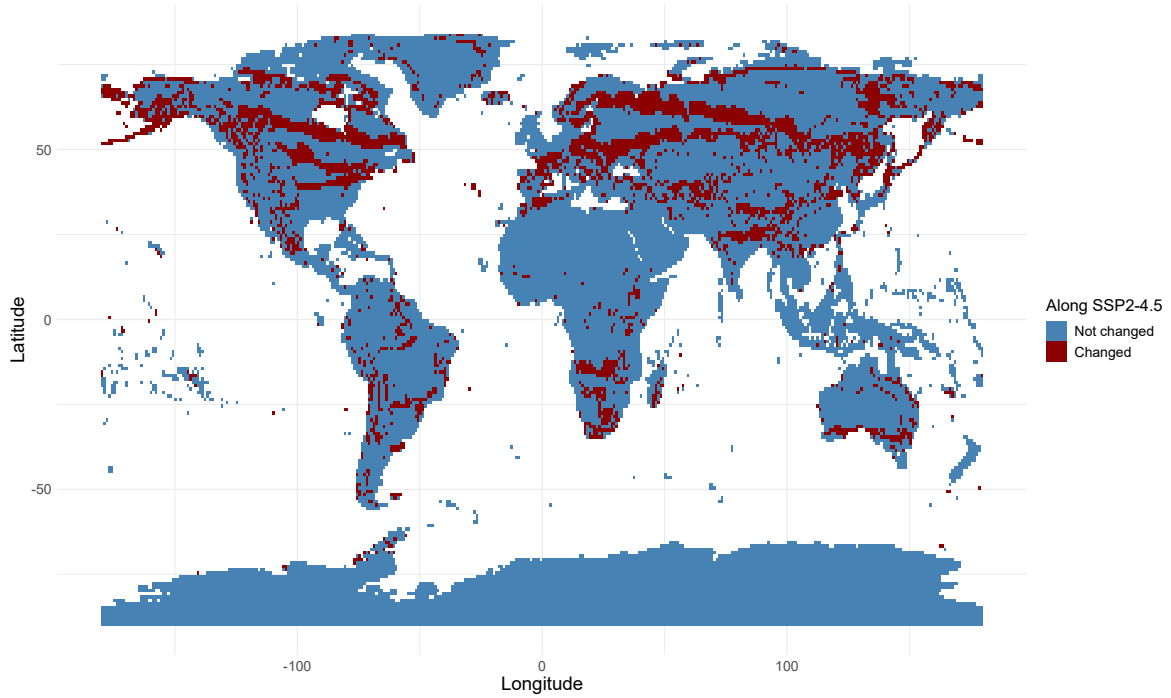 50
0
-50
Latitude
-100
0
100
Longitude
Along SSP2-4.5
Not changed
Changed